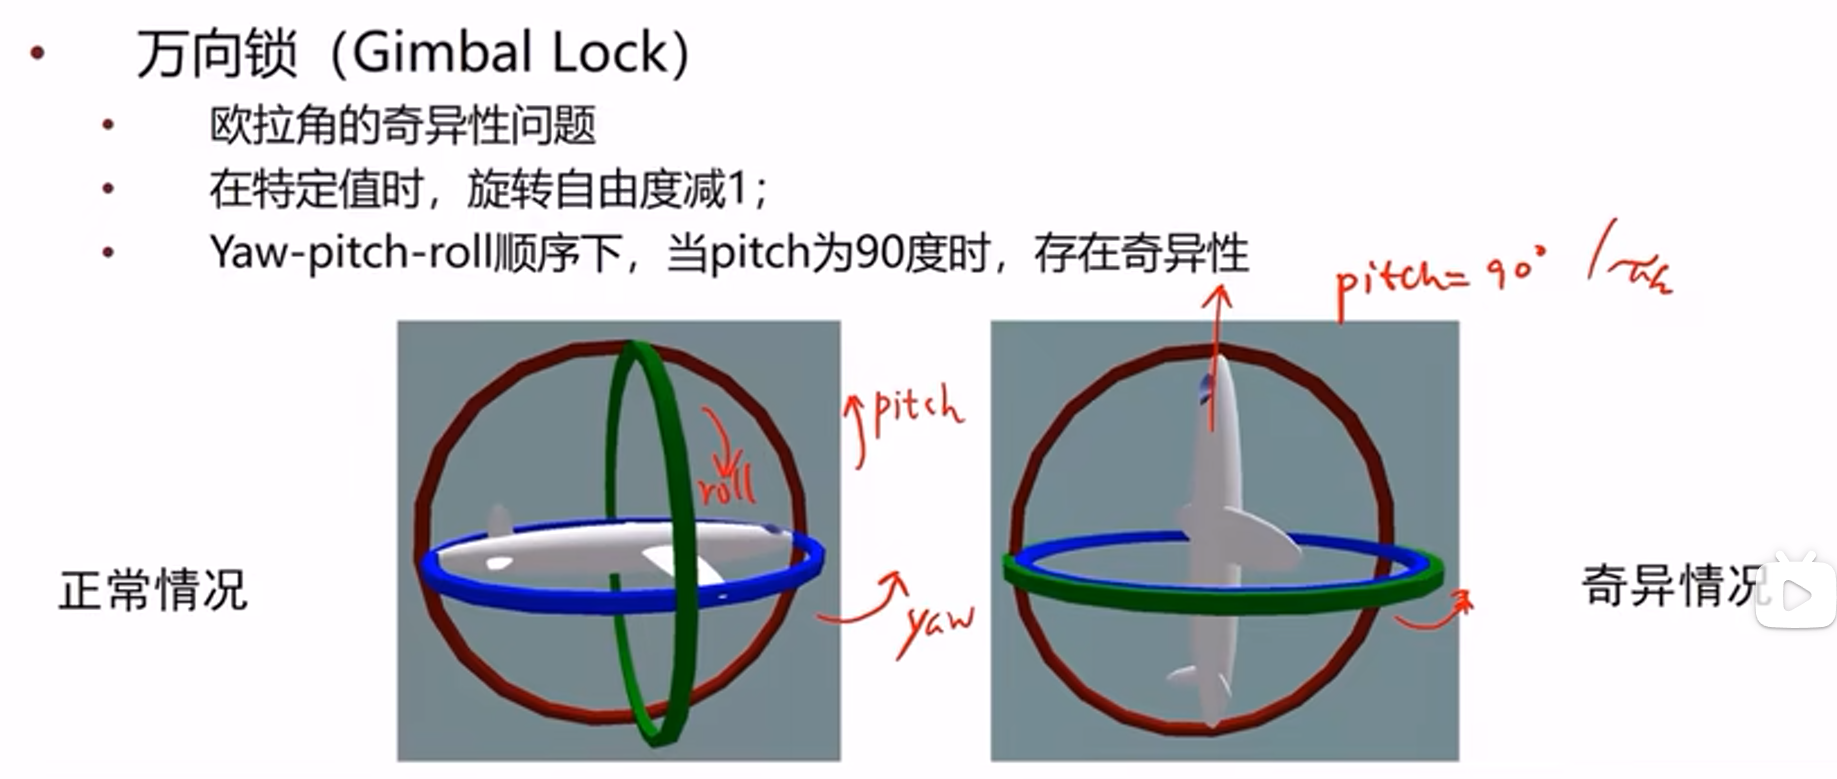 万向锁（Gimbal Lock）
欧拉角的奇异性问题
在特定值时，旋转自由度减1；
Yaw-pitch-roll顺序下，当pitch为90度时，存在奇异性
pitch=90°
pitch
roll
yaw
正常情况
奇异情况